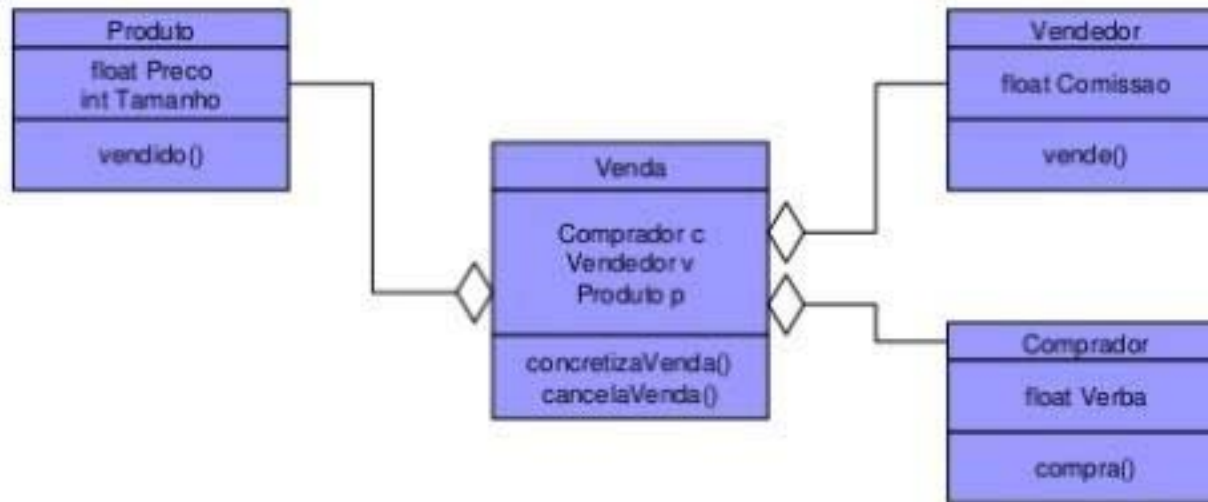 Produto
float Preco
int Tamanho
vendido()
Venda
Comprador c
Vendedor v
Produto p
concretizaVenda()
cancelaVenda()
Vendedor
float Comissao
vende()
Comprador
float Verba
compra()